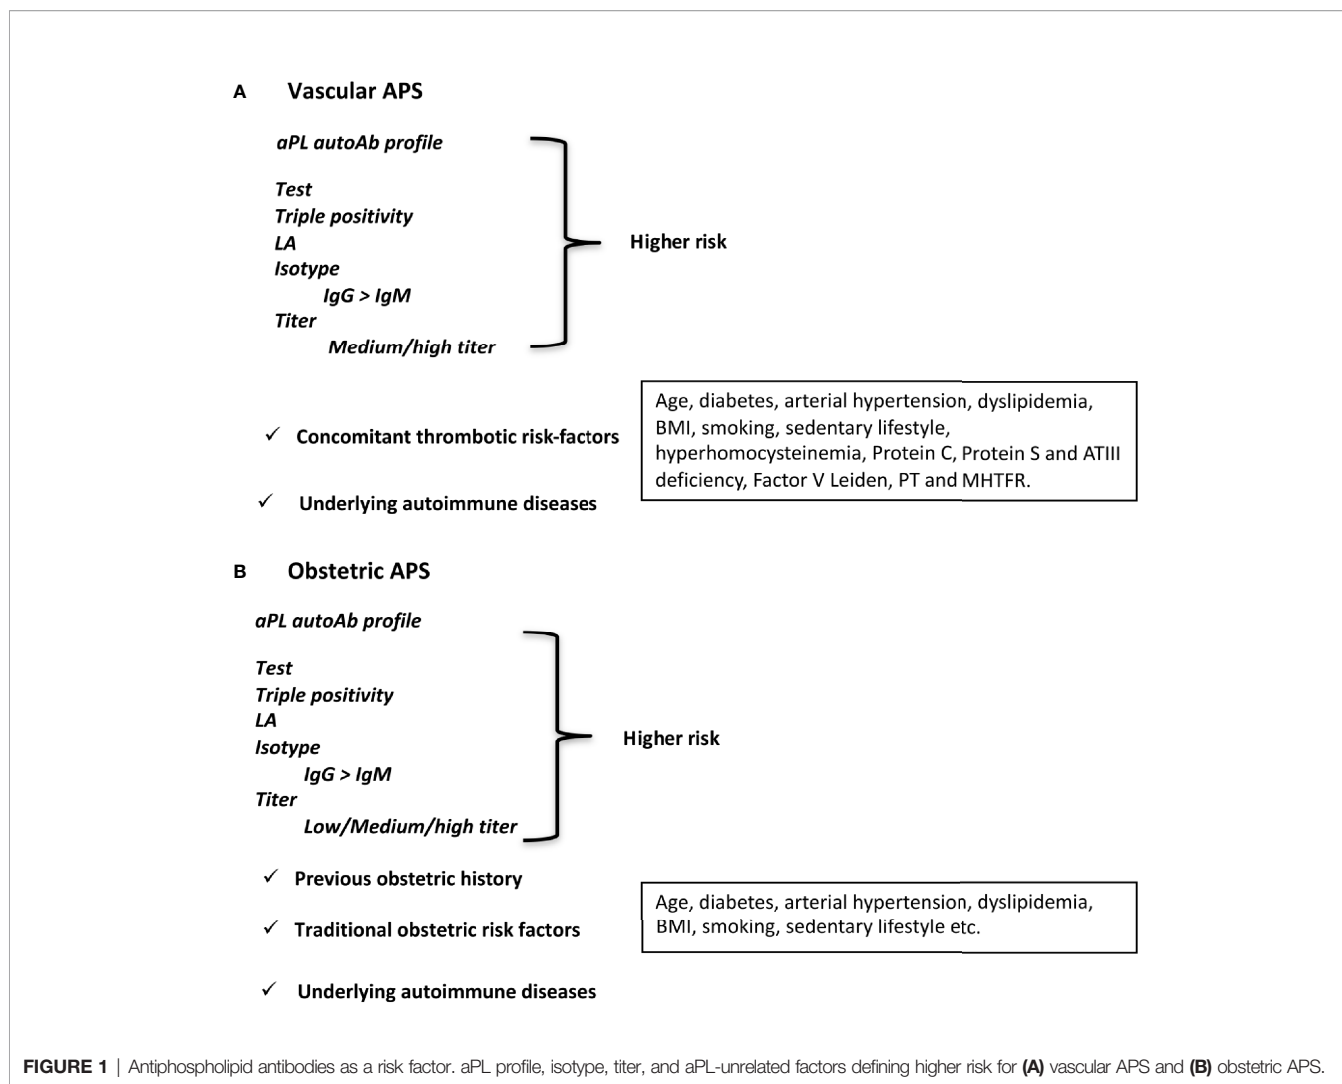 A Vascular APS
aPL autoAb profile
Test
Triple positivity
LA
Isotype
IgG > IgM
Titer
Medium/high titer
Higher risk
✓ Concomitant thrombotic risk-factors
Age, diabetes, arterial hypertension, dyslipidemia,
BMI, smoking, sedentary lifestyle,
hyperhomocysteinemia, Protein C, Protein S and ATIII
deficiency, Factor V Leiden, PT and MHTFR.
✓ Underlying autoimmune diseases
B Obstetric APS
aPL autoAb profile
Test
Triple positivity
LA
Isotype
IgG > IgM
Titer
Low/Medium/high titer
Higher risk
✓ Previous obstetric history
✓ Traditional obstetric risk factors
Age, diabetes, arterial hypertension, dyslipidemia,
BMI, smoking, sedentary lifestyle etc.
✓ Underlying autoimmune diseases
FIGURE 1 | Antiphospholipid antibodies as a risk factor. aPL profile, isotype, titer, and aPL-unrelated factors defining higher risk for (A) vascular APS and (B) obstetric APS.